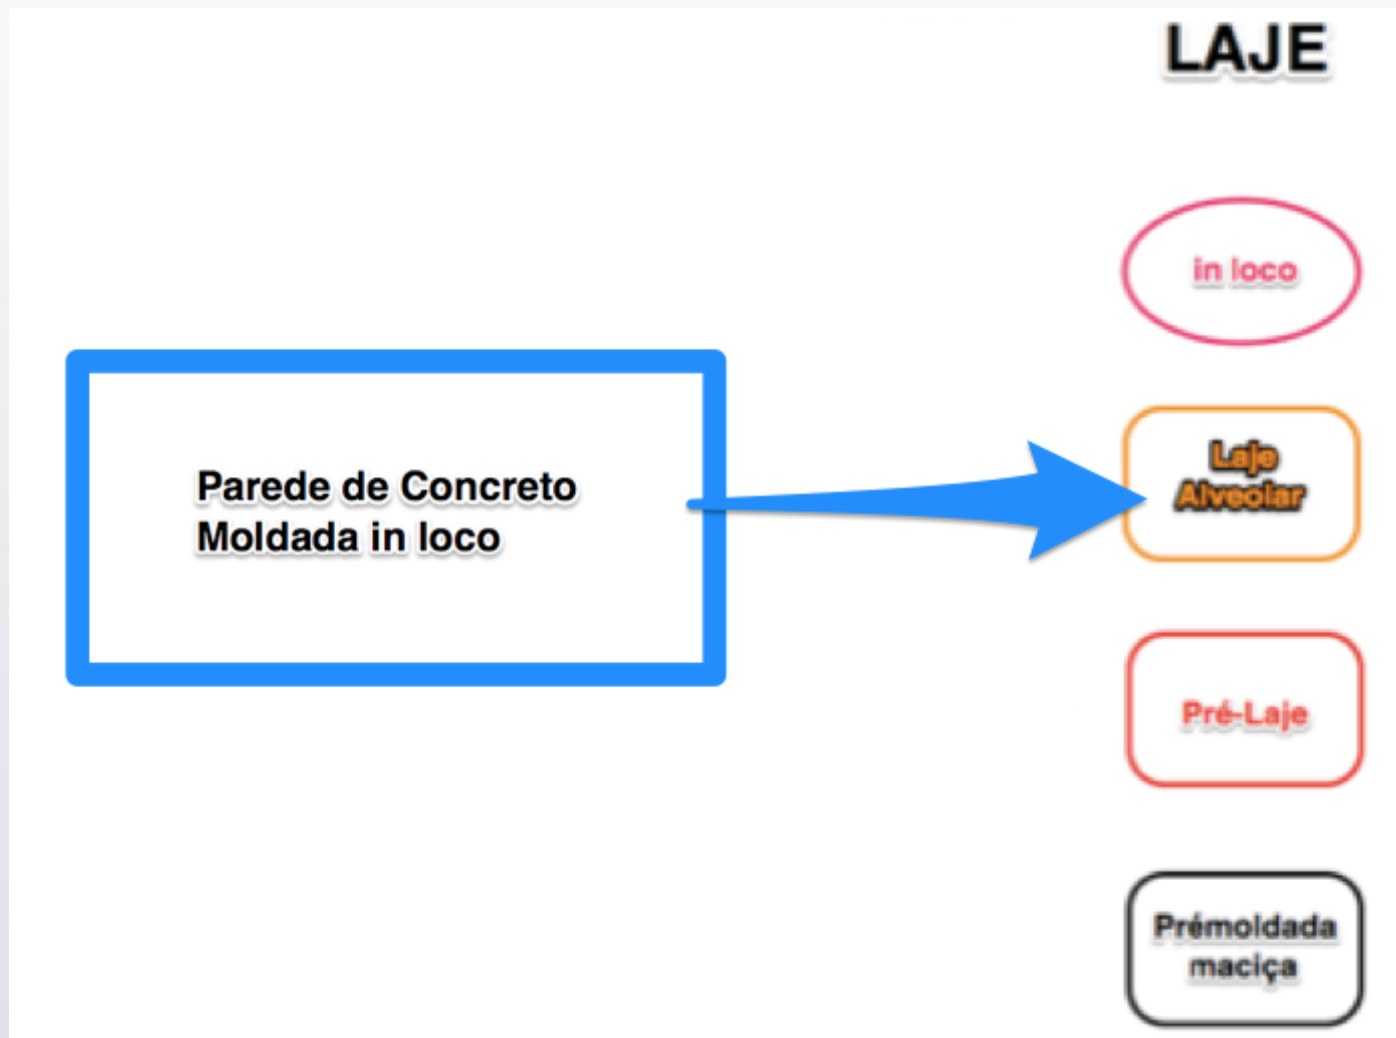 LAJE
in loco
Parede de Concreto
Moldada in loco
Laje
Alveolar
Pré-Laje
Prémoldada
maciça